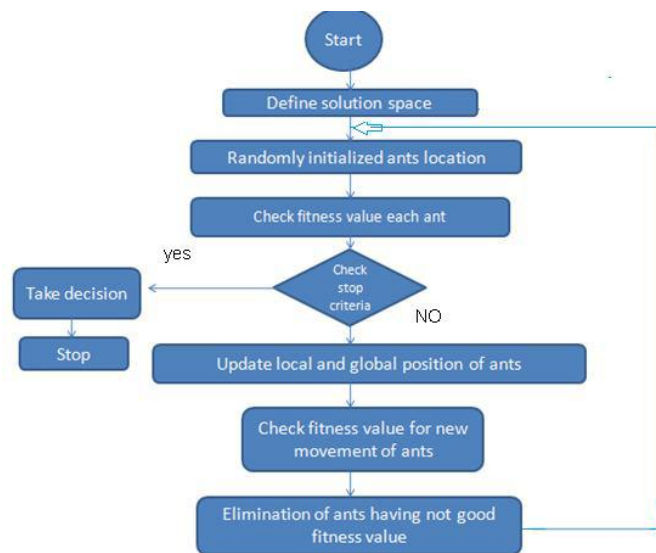 Start
Define solution space
Randomly initialized ants location
Check fitness value each ant
yes
Check
stop
criteria
Take decision
NO
Stop
Update local and global position of ants
Check fitness value for new
movement of ants
Elimination of ants having not good
fitness value